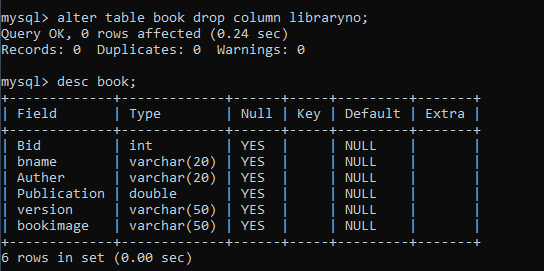 mysql> alter table book drop column libraryno;
Query OK, 0 rows affected (0.24 sec)
Records: 0  Duplicates: 0  Warnings: 0
mysql> desc book;
+-------------+-------------+------+-----+---------+-------+
| Field       | Type        | Null | Key | Default | Extra |
+-------------+-------------+------+-----+---------+-------+
| Bid         | int         | YES  |     | NULL    |       |
| bname       | varchar(20) | YES  |     | NULL    |       |
| Auther      | varchar(20) | YES  |     | NULL    |       |
| Publication | double      | YES  |     | NULL    |       |
| version     | varchar(50) | YES  |     | NULL    |       |
| bookimage   | varchar(50) | YES  |     | NULL    |       |
+-------------+-------------+------+-----+---------+-------+
6 rows in set (0.00 sec)